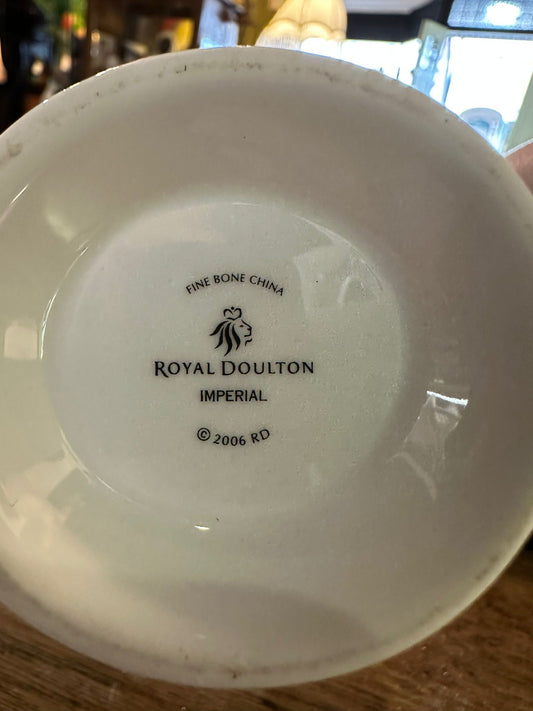 FINE BONE CHINA
ROYAL DOULTON
IMPERIAL
© 2006 RD